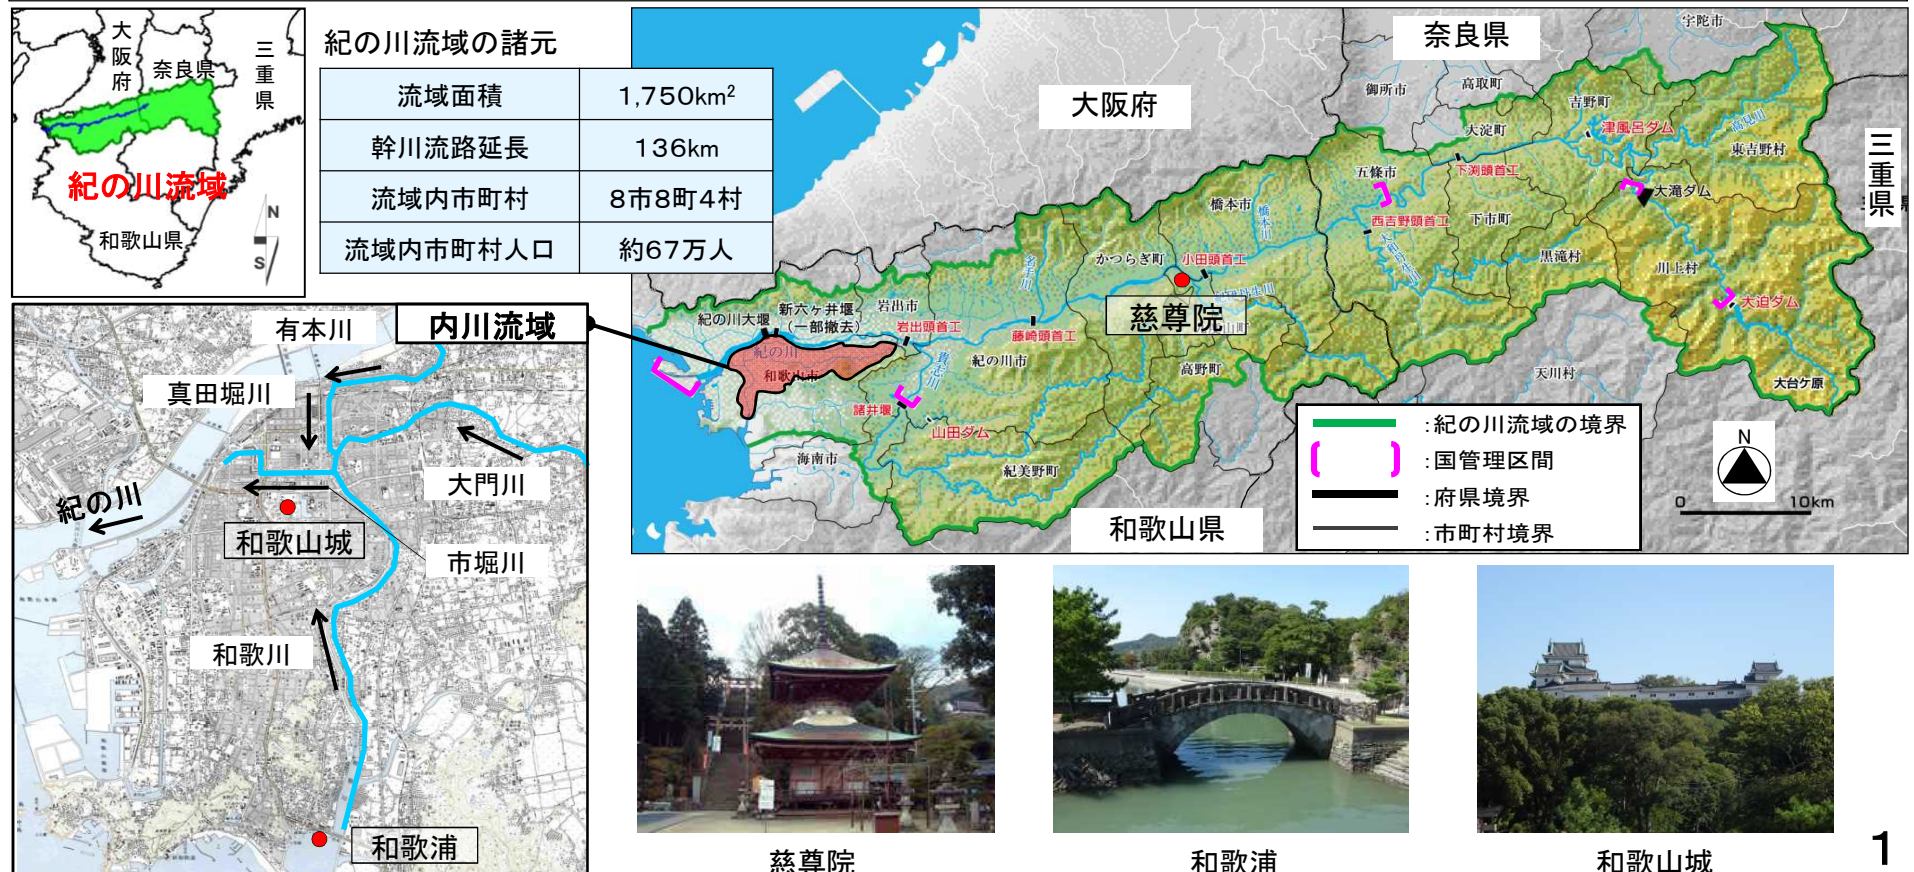 大阪府
奈良県
三重県
紀の川流域
和歌山県
N
S
紀の川流域の諸元
流域面積 1,750km²
幹川流路延長 136km
流域内市町村 8市8町4村
流域内市町村人口 約67万人
奈良県
大阪府
三重県
和歌山県
宇陀市
御所市
高取町
吉野町
大淀町
津風呂ダム
高見川
東吉野村
五條市
下渕頭首工
大滝ダム
橋本市
橋本川
西吉野頭首工
下市町
かつらぎ町
小田頭首工
黒滝村
川上村
大迫ダム
名手川
慈尊院
新六ヶ井堰
(一部撤去)
岩出市
紀の川大堰
岩出頭首工
藤崎頭首工
紀の川
和歌山市
貴志川
紀の川市
高野町
天川村
大台ケ原
諸井堰
山田ダム
海南市
紀美野町
:紀の川流域の境界
:国管理区間
:府県境界
:市町村境界
N
0 10km
内川流域
有本川
真田堀川
大門川
紀の川
和歌山城
市堀川
和歌川
和歌浦
慈尊院
和歌浦
和歌山城
1